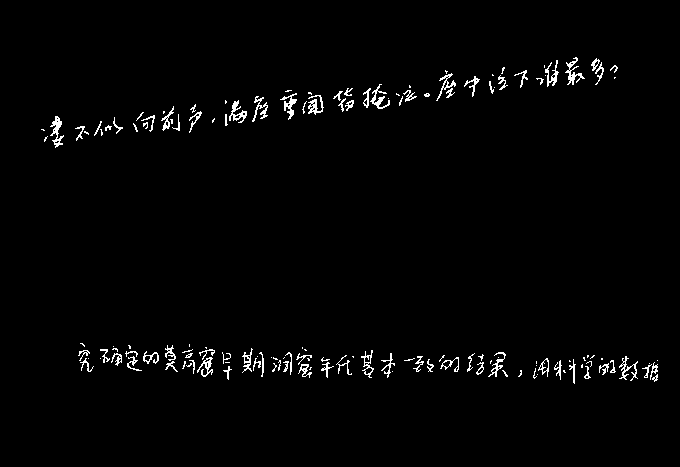 凄不似向前声，满座重闻皆掩泣。座中泣下谁最多？
究确定的莫高窟早期洞窟年代基本一致的结果，用科学的数据